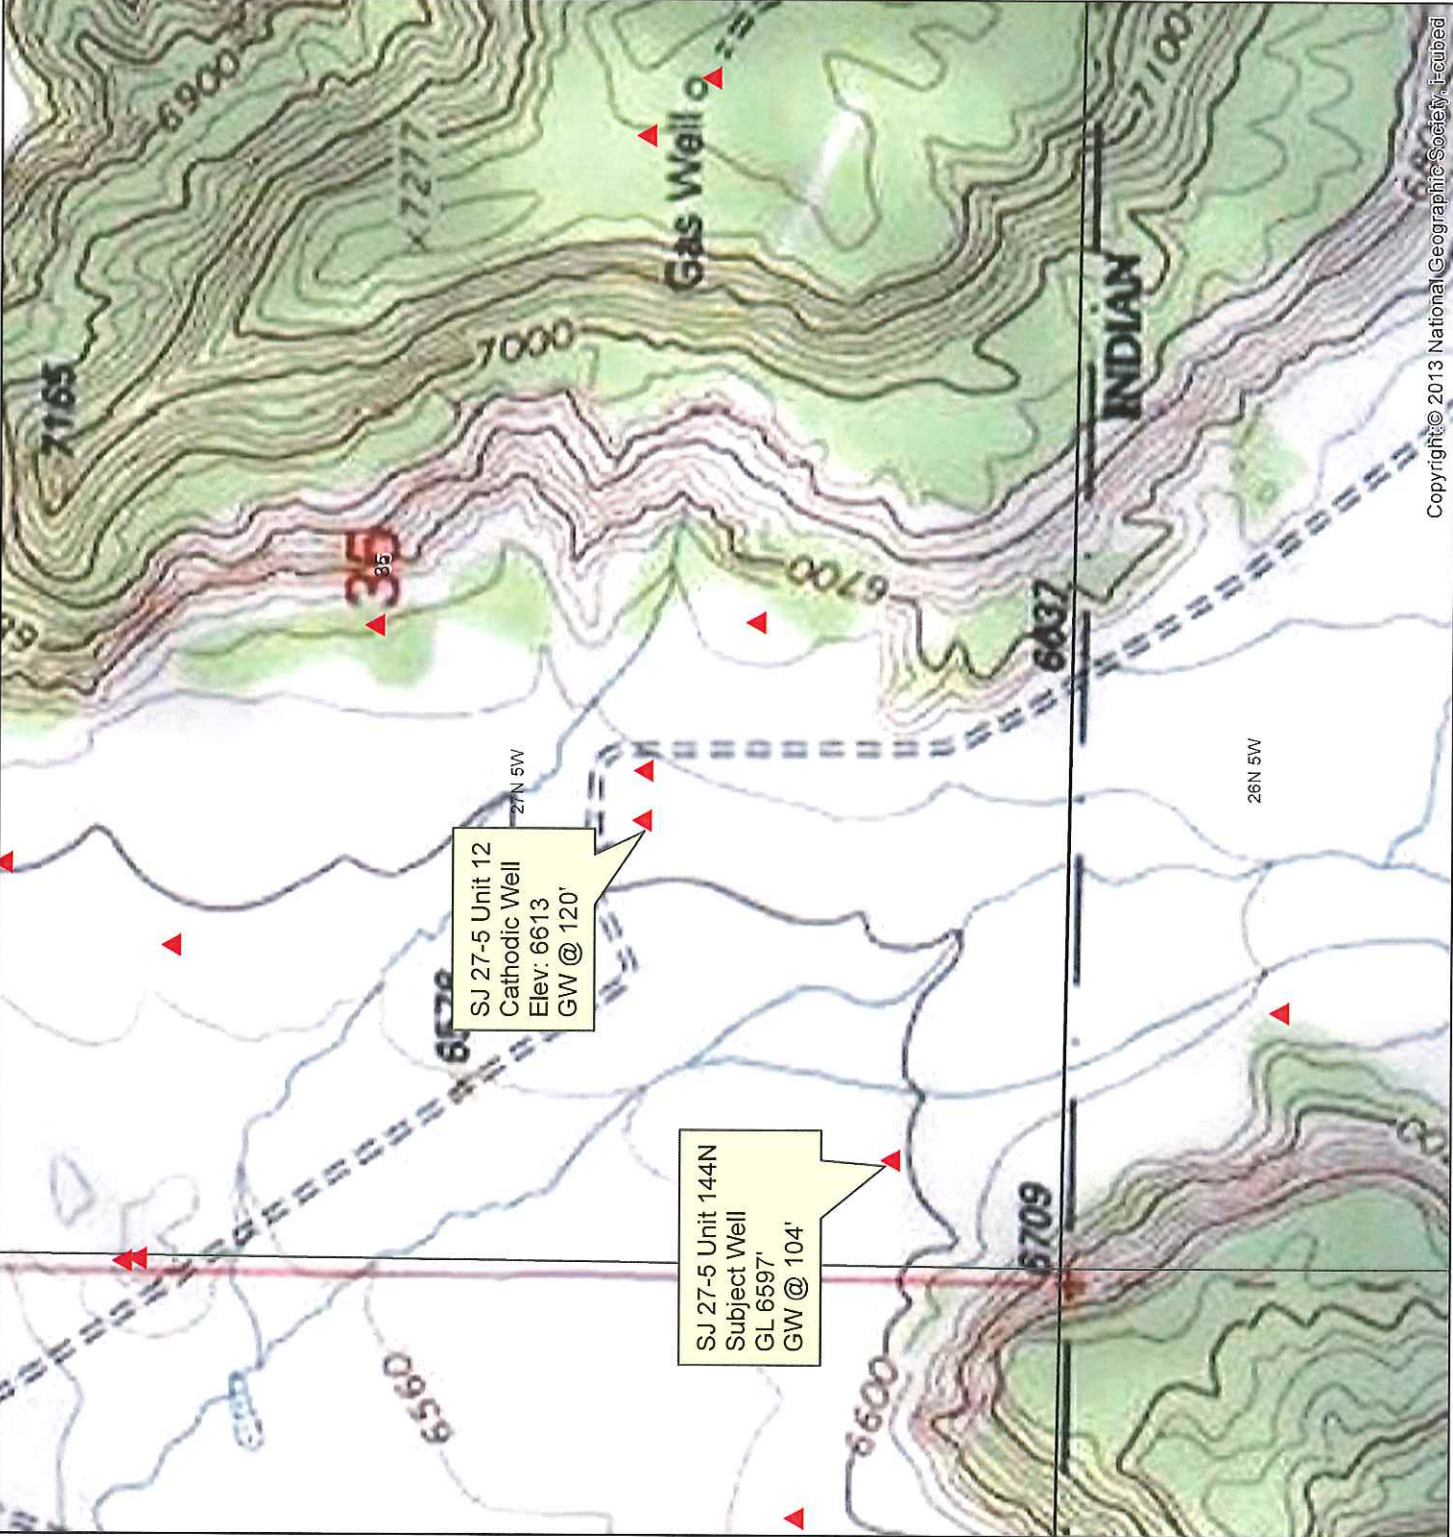 6900
×7277
7165
Gas Well
7100
7000
INDIAN
35
35
6700
6637
27N 5W
26N 5W
SJ 27-5 Unit 12
Cathodic Well
Elev: 6613
GW @ 120'
SJ 27-5 Unit 144N
Subject Well
GL 6597'
GW @ 104'
6709
6560
6600
Copyright:© 2013 National Geographic Society, i-cubed